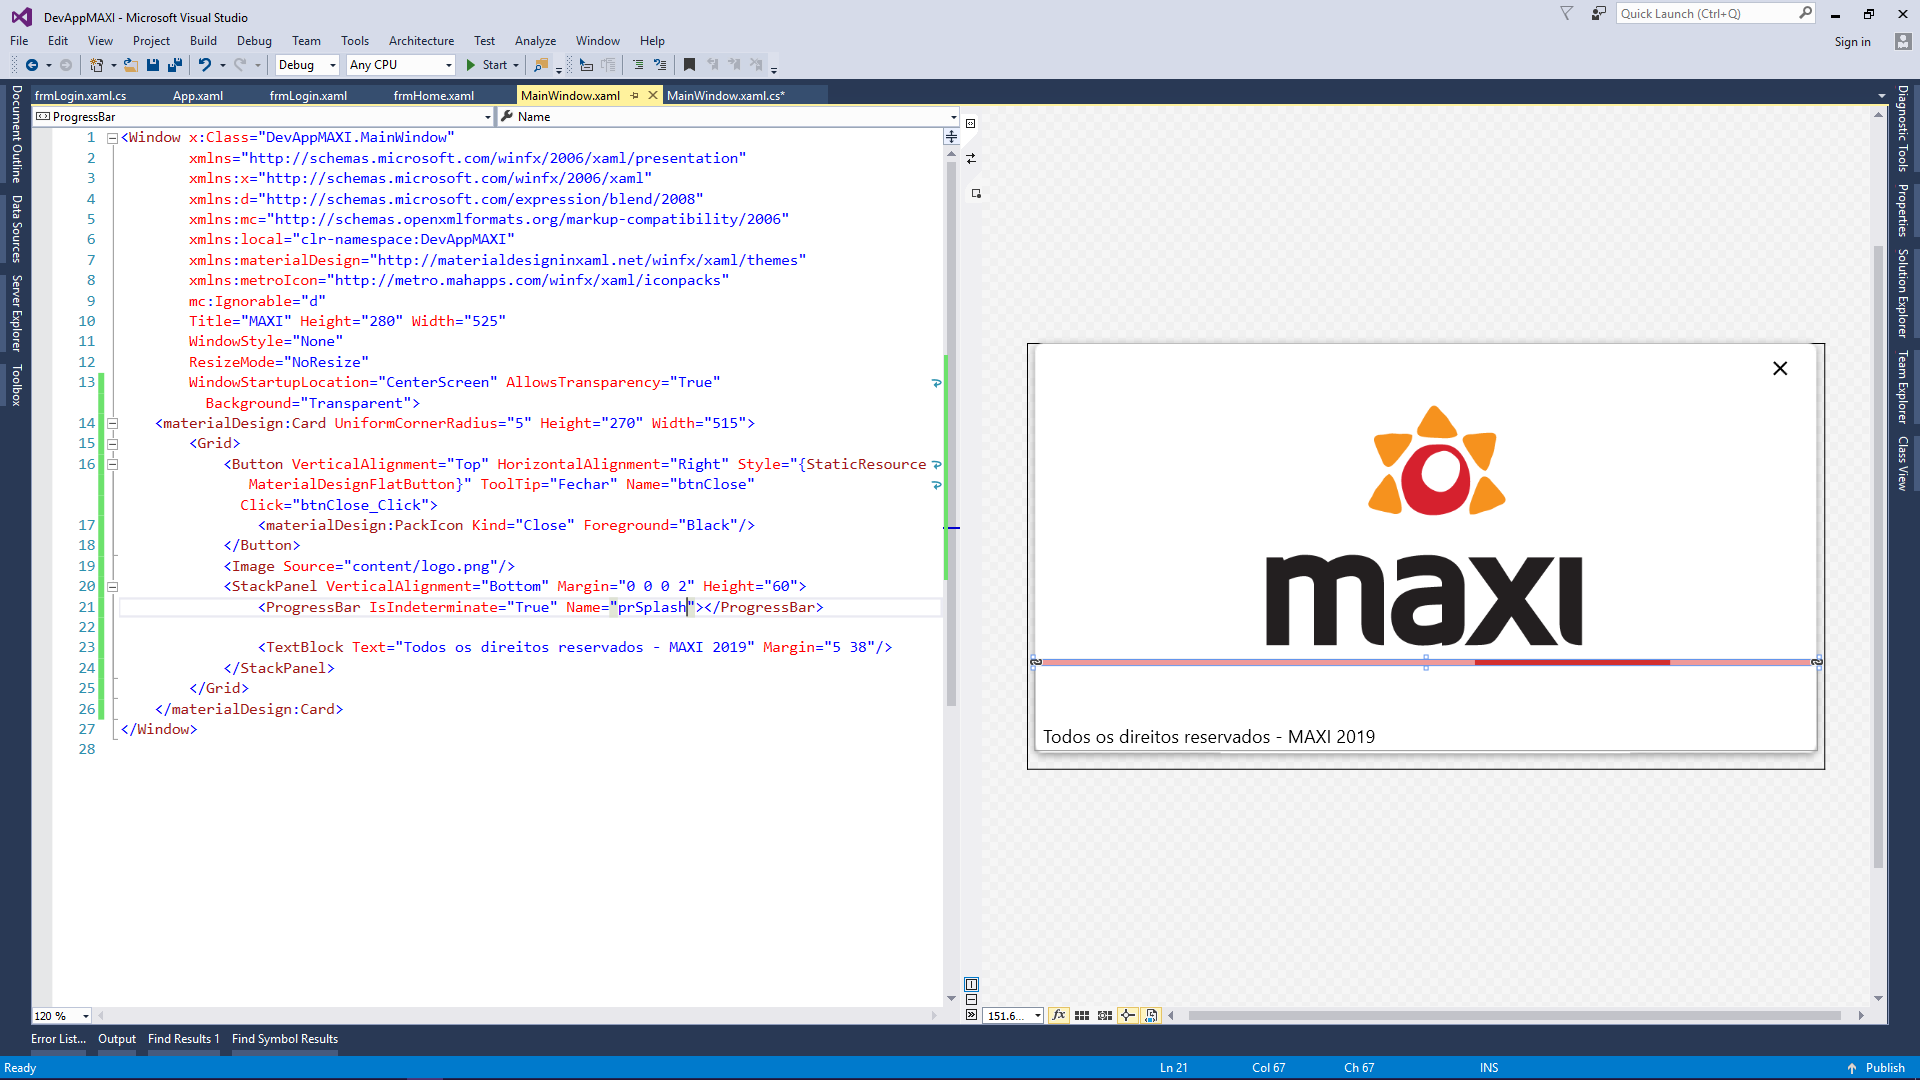 DevAppMAXI - Microsoft Visual Studio
Quick Launch (Ctrl+Q)
File Edit View Project Build Debug Team Tools Architecture Test Analyze Window Help
Sign in
Debug Any CPU Start
frmLogin.xaml.cs App.xaml frmLogin.xaml frmHome.xaml MainWindow.xaml MainWindow.xaml.cs*
ProgressBar Name
Document Outline
Data Sources
Server Explorer
Toolbox
1 <Window x:Class="DevAppMAXI.MainWindow"
2 xmlns="http://schemas.microsoft.com/winfx/2006/xaml/presentation"
3 xmlns:x="http://schemas.microsoft.com/winfx/2006/xaml"
4 xmlns:d="http://schemas.microsoft.com/expression/blend/2008"
5 xmlns:mc="http://schemas.openxmlformats.org/markup-compatibility/2006"
6 xmlns:local="clr-namespace:DevAppMAXI"
7 xmlns:materialDesign="http://materialdesigninxaml.net/winfx/xaml/themes"
8 xmlns:metroIcon="http://metro.mahapps.com/winfx/xaml/iconpacks"
9 mc:Ignorable="d"
10 Title="MAXI" Height="280" Width="525"
11 WindowStyle="None"
12 ResizeMode="NoResize"
13 WindowStartupLocation="CenterScreen" AllowsTransparency="True"
Background="Transparent">
14 <materialDesign:Card UniformCornerRadius="5" Height="270" Width="515">
15 <Grid>
16 <Button VerticalAlignment="Top" HorizontalAlignment="Right" Style="{StaticResource
MaterialDesignFlatButton}" ToolTip="Fechar" Name="btnClose"
Click="btnClose_Click">
17 <materialDesign:PackIcon Kind="Close" Foreground="Black"/>
18 </Button>
19 <Image Source="content/logo.png"/>
20 <StackPanel VerticalAlignment="Bottom" Margin="0 0 0 2" Height="60">
21 <ProgressBar IsIndeterminate="True" Name="prSplash"></ProgressBar>
22
23 <TextBlock Text="Todos os direitos reservados - MAXI 2019" Margin="5 38"/>
24 </StackPanel>
25 </Grid>
26 </materialDesign:Card>
27 </Window>
28
maxi
Todos os direitos reservados - MAXI 2019
Diagnostic Tools
Properties
Solution Explorer
Team Explorer
Class View
120 %
151.6...
fx
Error List... Output Find Results 1 Find Symbol Results
Ready Ln 21 Col 67 Ch 67 INS Publish